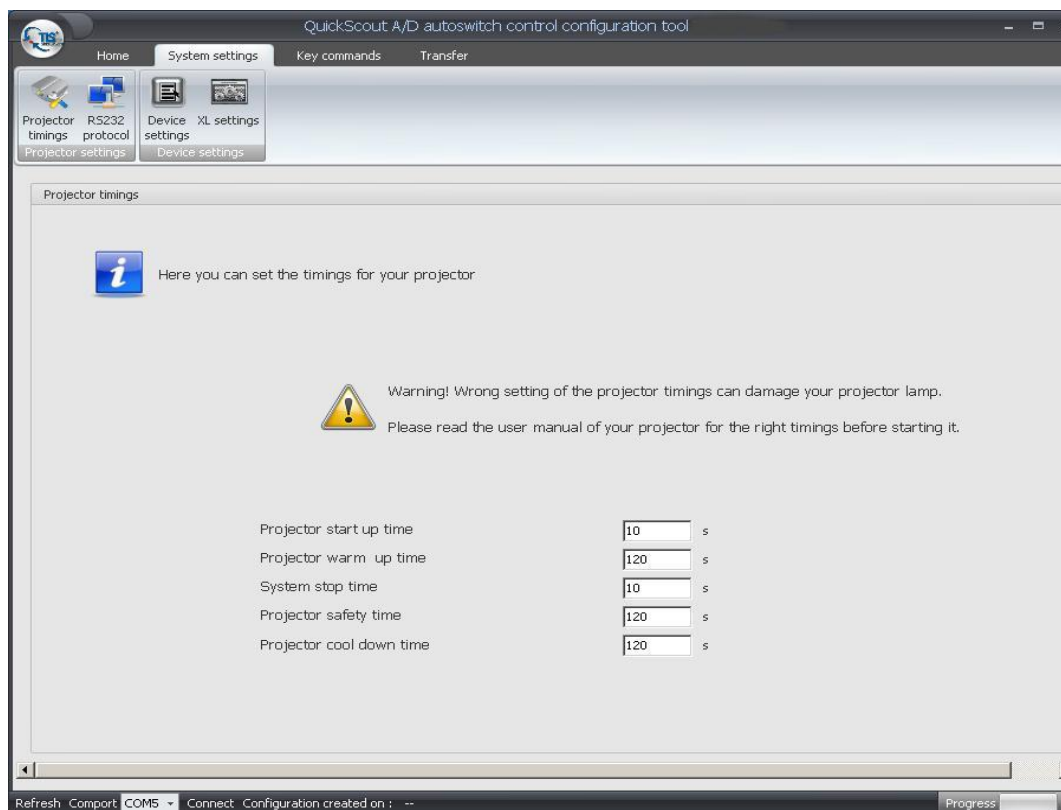 QuickScout A/D autoswitch control configuration tool
TIS
Home System settings Key commands Transfer
Projector timings RS232 protocol Device settings XL settings
Projector settings Device settings
Projector timings
i Here you can set the timings for your projector
Warning! Wrong setting of the projector timings can damage your projector lamp.
Please read the user manual of your projector for the right timings before starting it.
Projector start up time 10 s
Projector warm up time 120 s
System stop time 10 s
Projector safety time 120 s
Projector cool down time 120 s
Refresh Comport COM5 Connect Configuration created on : -- Progress